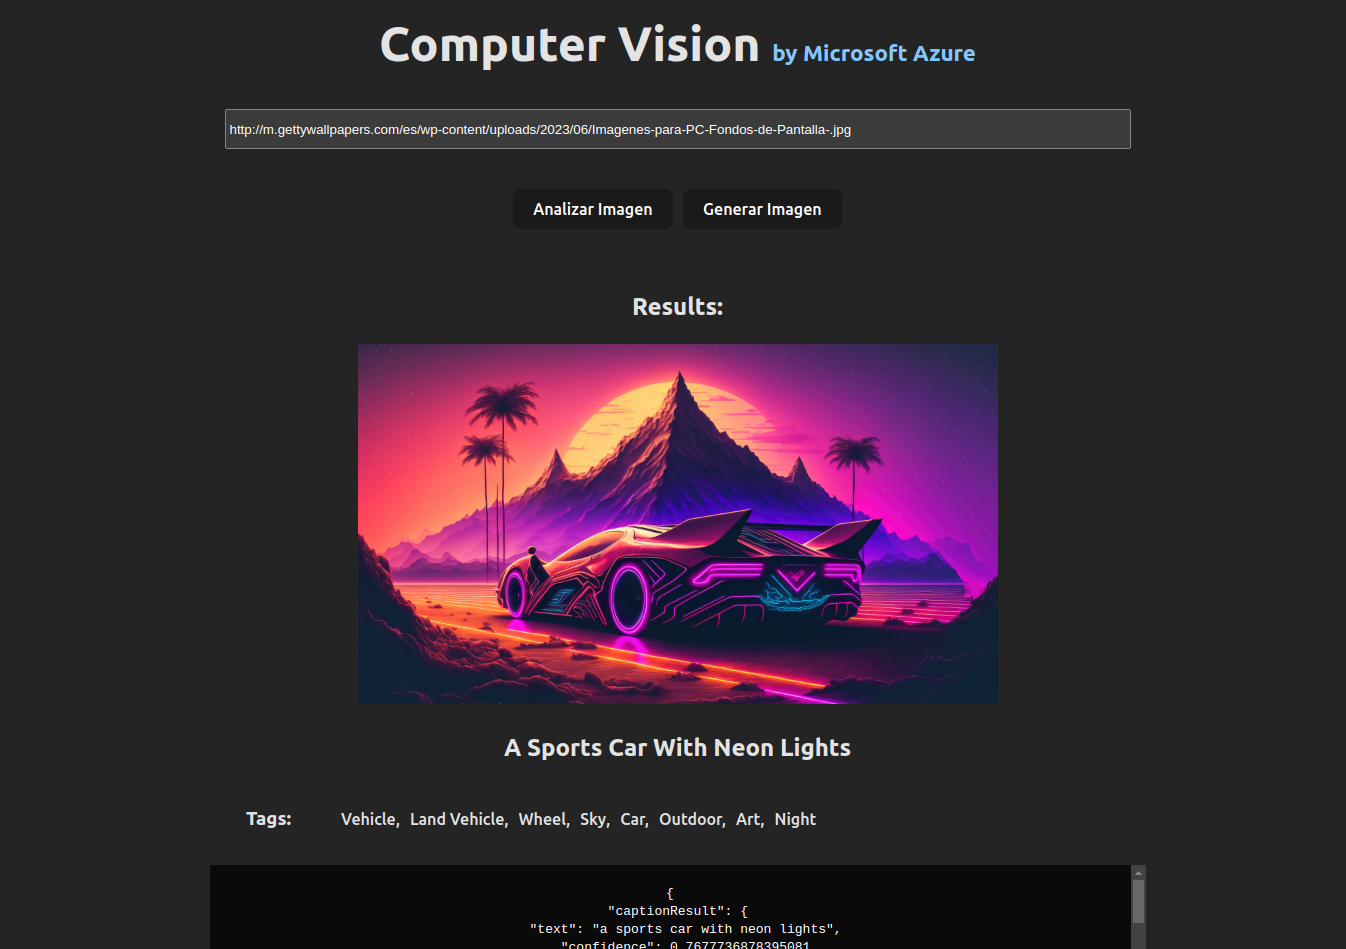 Computer Vision by Microsoft Azure
http://m.gettywallpapers.com/es/wp-content/uploads/2023/06/Imagenes-para-PC-Fondos-de-Pantalla-.jpg
Analizar Imagen Generar Imagen
Results:
A Sports Car With Neon Lights
Tags: Vehicle, Land Vehicle, Wheel, Sky, Car, Outdoor, Art, Night
{
"captionResult": {
"text": "a sports car with neon lights",
"confidence": 0.7677736878395081